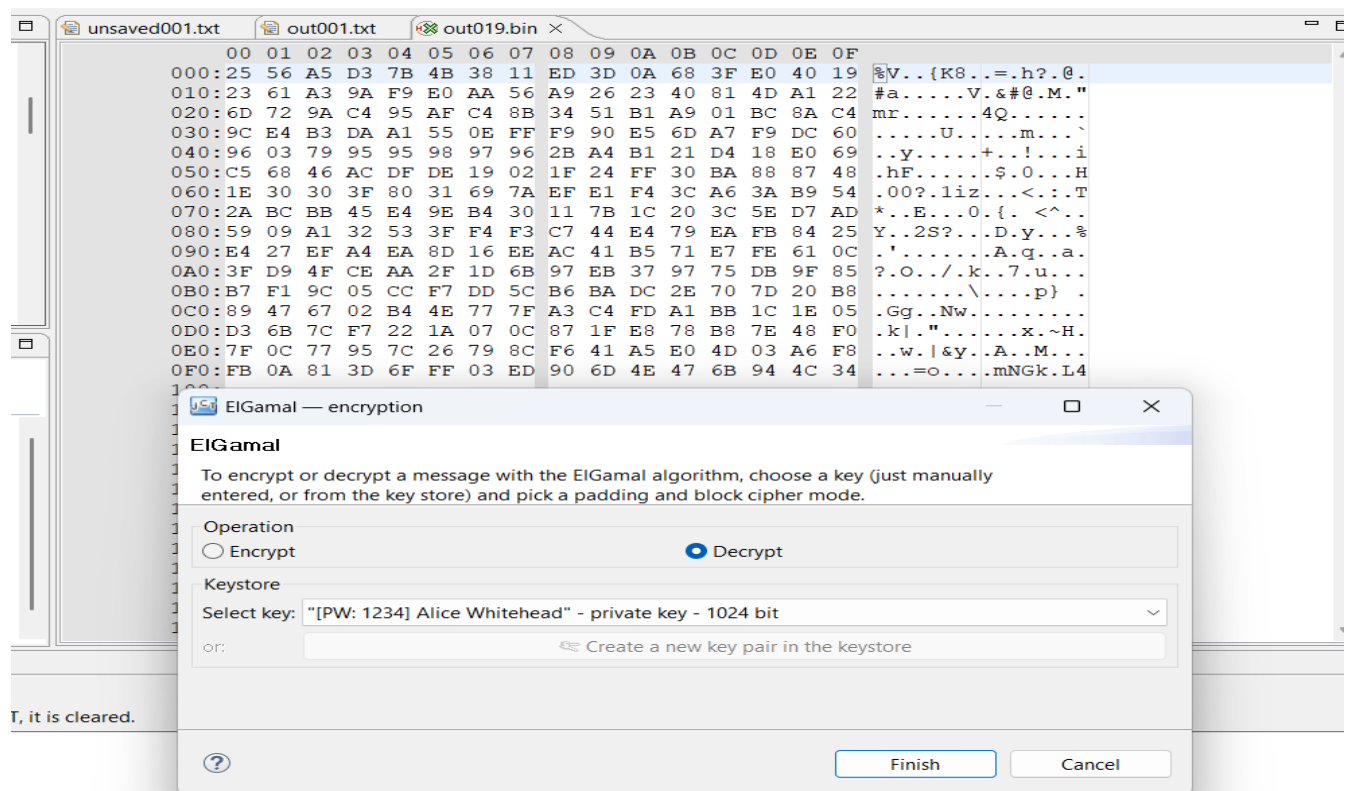 unsaved001.txt out001.txt out019.bin
00 01 02 03 04 05 06 07 08 09 0A 0B 0C 0D 0E 0F
000:25 56 A5 D3 7B 4B 38 11 ED 3D 0A 68 3F E0 40 19 %V..{K8..=.h?.@.
010:23 61 A3 9A F9 E0 AA 56 A9 26 23 40 81 4D A1 22 #a.....V.&#@.M."
020:6D 72 9A C4 95 AF C4 8B 34 51 B1 A9 01 BC 8A C4 mr......4Q......
030:9C E4 B3 DA A1 55 0E FF F9 90 E5 6D A7 F9 DC 60 .....U.....m...`
040:96 03 79 95 95 98 97 96 2B A4 B1 21 D4 18 E0 69 ..y.....+..!...i
050:C5 68 46 AC DF DE 19 02 1F 24 FF 30 BA 88 87 48 .hF......$.0...H
060:1E 30 30 3F 80 31 69 7A EF E1 F4 3C A6 3A B9 54 .00?.1iz...<.:.T
070:2A BC BB 45 E4 9E B4 30 11 7B 1C 20 3C 5E D7 AD *..E...0.{. <^..
080:59 09 A1 32 53 3F F4 F3 C7 44 E4 79 EA FB 84 25 Y..2S?...D.y...%
090:E4 27 EF A4 EA 8D 16 EE AC 41 B5 71 E7 FE 61 0C .'.......A.q..a.
0A0:3F D9 4F CE AA 2F 1D 6B 97 EB 37 97 75 DB 9F 85 ?.O../.k..7.u...
0B0:B7 F1 9C 05 CC F7 DD 5C B6 BA DC 2E 70 7D 20 B8 .......\....p} .
0C0:89 47 67 02 B4 4E 77 7F A3 C4 FD A1 BB 1C 1E 05 .Gg..Nw.........
0D0:D3 6B 7C F7 22 1A 07 0C 87 1F E8 78 B8 7E 48 F0 .k|."......x.~H.
0E0:7F 0C 77 95 7C 26 79 8C F6 41 A5 E0 4D 03 A6 F8 ..w.|&y..A..M...
0F0:FB 0A 81 3D 6F FF 03 ED 90 6D 4E 47 6B 94 4C 34 ...=o....mNGk.L4
ElGamal — encryption
ElGamal
To encrypt or decrypt a message with the ElGamal algorithm, choose a key (just manually
entered, or from the key store) and pick a padding and block cipher mode.
Operation
Encrypt Decrypt
Keystore
Select key: "[PW: 1234] Alice Whitehead" - private key - 1024 bit
or: Create a new key pair in the keystore
T, it is cleared.
Finish Cancel